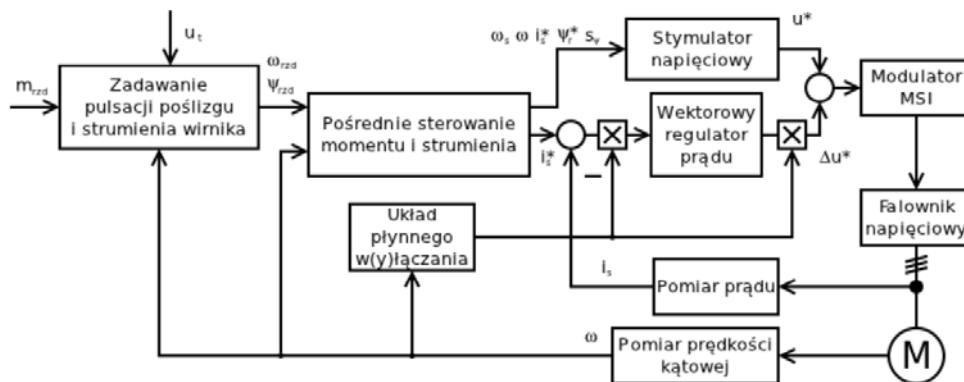 u_t
m_rzd
Zadawanie
pulsacji poślizgu
i strumienia wirnika
ω_rzd
ψ_rzd
Pośrednie sterowanie
momentu i strumienia
ω_s ω i_s* ψ_r* s_ψ
i_s*
Stymulator
napięciowy
u*
Wektorowy
regulator
prądu
Δu*
Modulator
MSI
Falownik
napięciowy
Układ
płynnego
w(y)łączania
i_s
Pomiar prądu
ω
Pomiar prędkości
kątowej
M